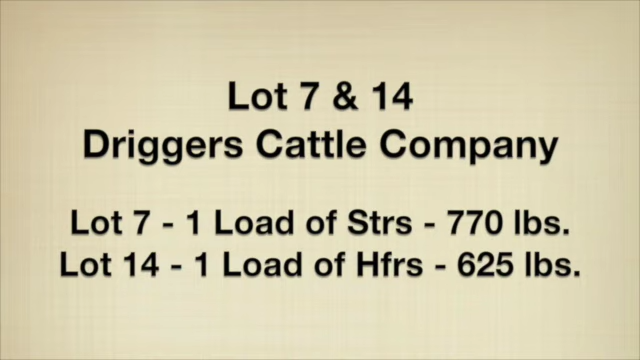 Lot 7 & 14
Driggers Cattle Company
Lot 7 - 1 Load of Strs - 770 lbs.
Lot 14 - 1 Load of Hfrs - 625 lbs.